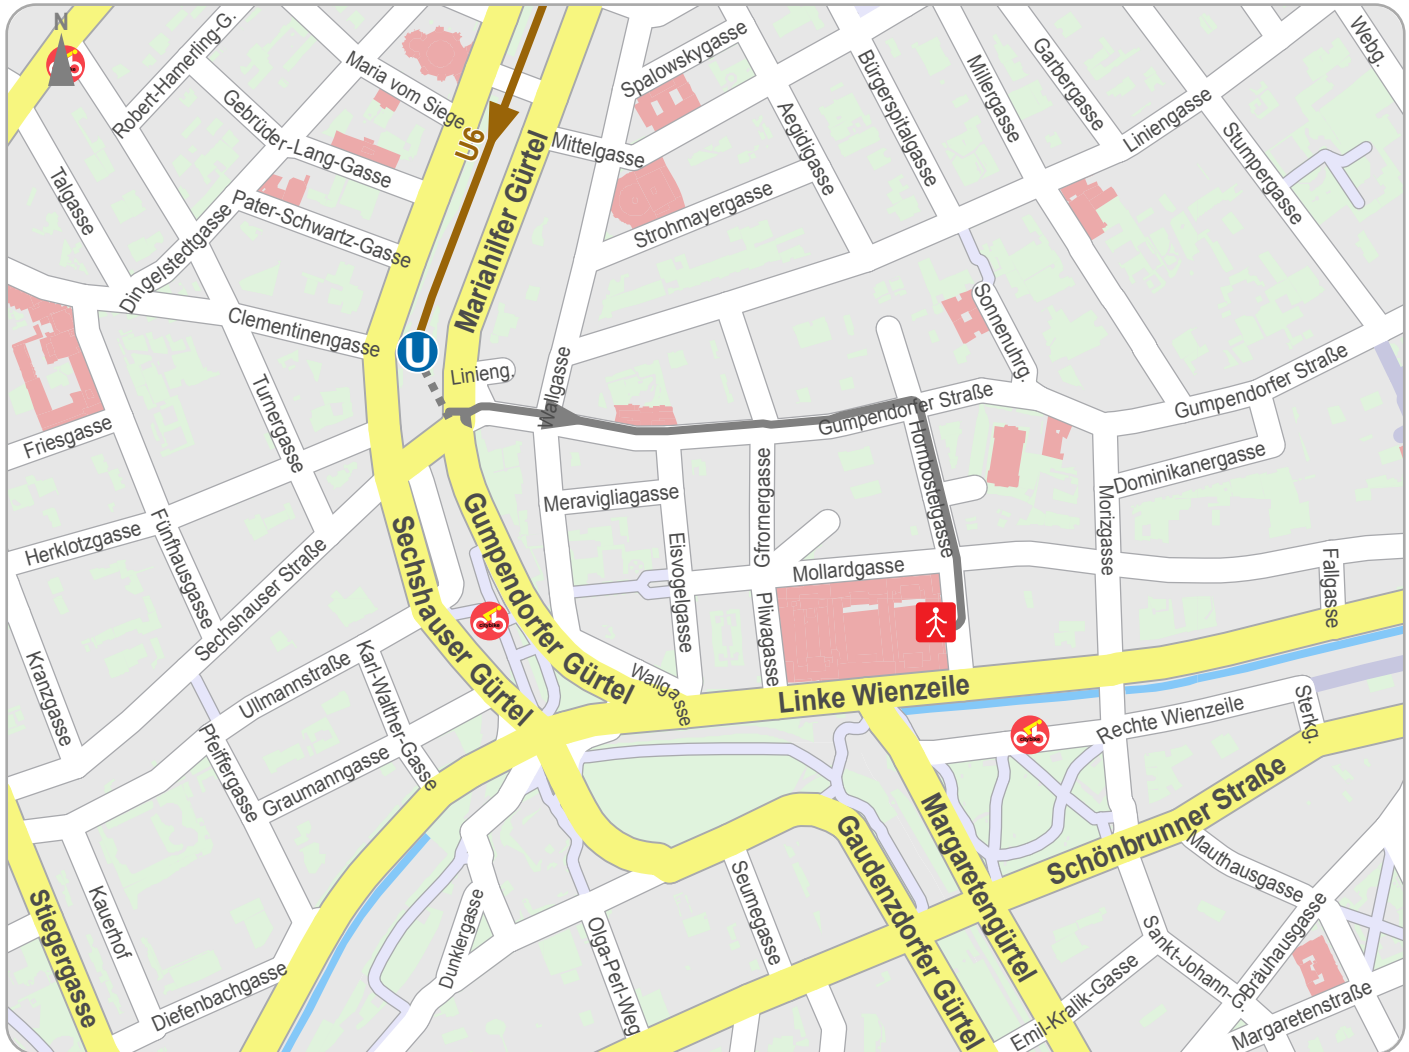 N
Robert-Hamerling-G.
Maria vom Siege
Spalowskygasse
Webg.
Garbergasse
Millergasse
Bürgerspitalgasse
Liniengasse
Aegidigasse
Stumpergasse
Gebrüder-Lang-Gasse
U6
Mittelgasse
Talgasse
Pater-Schwartz-Gasse
Strohmayergasse
Dingelstedtgasse
Mariahilfer Gürtel
Sonnenuhrg.
Clementinengasse
U
Linieng.
Wallgasse
Gumpendorfer Straße
Gumpendorfer Straße
Turnergasse
Friesgasse
Hornbostelgasse
Dominikanergasse
Meravigliagasse
Gfrornergasse
Morizgasse
Herklotzgasse
Fünfhausgasse
Sechshauser Straße
Sechshauser Gürtel
Gumpendorfer Gürtel
Eisvogelgasse
Mollardgasse
Pliwagasse
Fallgasse
citybike
Kranzgasse
Ullmannstraße
Karl-Walther-Gasse
Wallgasse
Linke Wienzeile
Rechte Wienzeile
Sterkg.
citybike
Pfeiffergasse
Graumanngasse
Schönbrunner Straße
Margaretengürtel
Gaudenzdorfer Gürtel
Mauthausgasse
Stiegergasse
Kauerhof
Dunklergasse
Seumegasse
Olga-Perl-Weg
Bräuhausgasse
Sankt-Johann-G.
Diefenbachgasse
Emil-Kralik-Gasse
Margaretenstraße